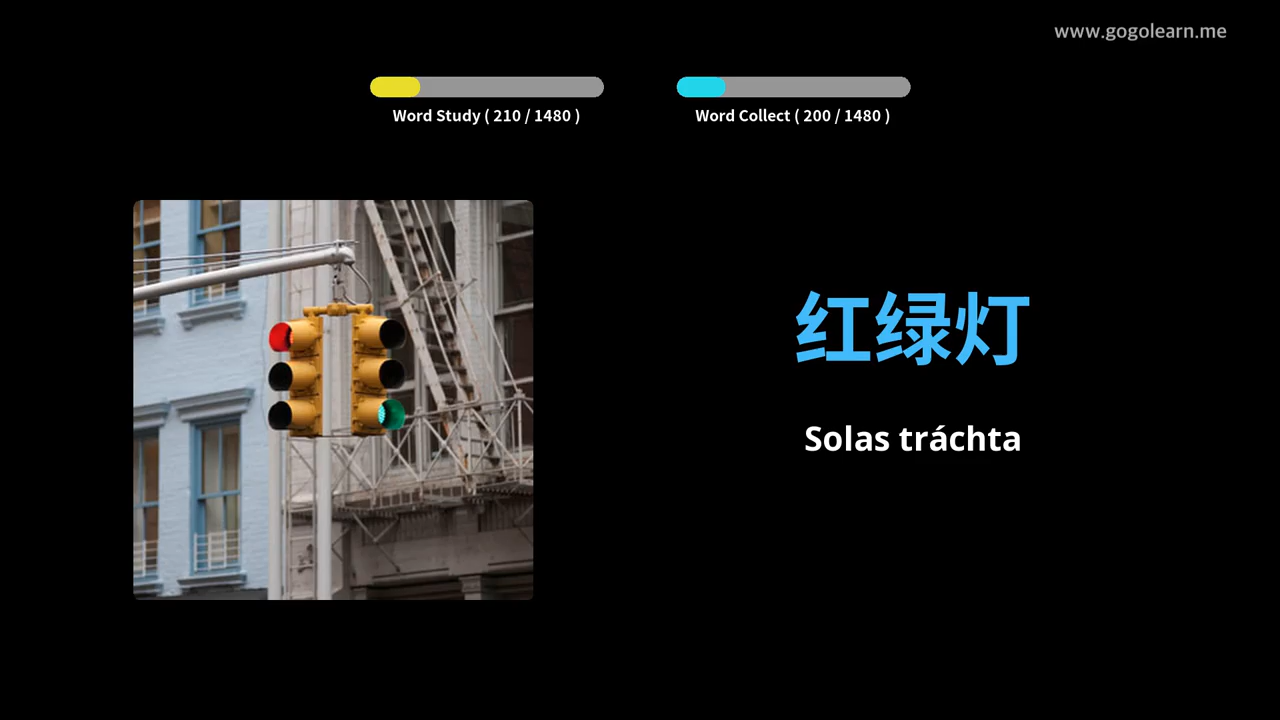 www.gogolearn.me
Word Study ( 210 / 1480 )
Word Collect ( 200 / 1480 )
红绿灯
Solas tráchta